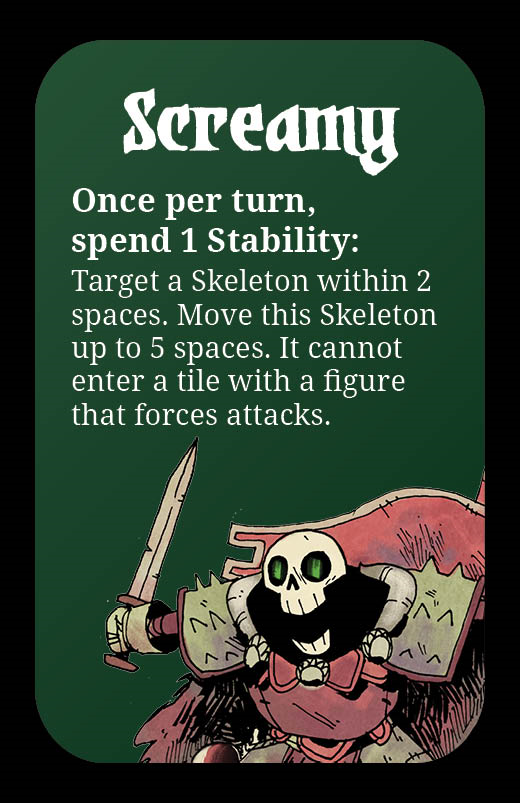 Screamy
Once per turn,
spend 1 Stability:
Target a Skeleton within 2
spaces. Move this Skeleton
up to 5 spaces. It cannot
enter a tile with a figure
that forces attacks.